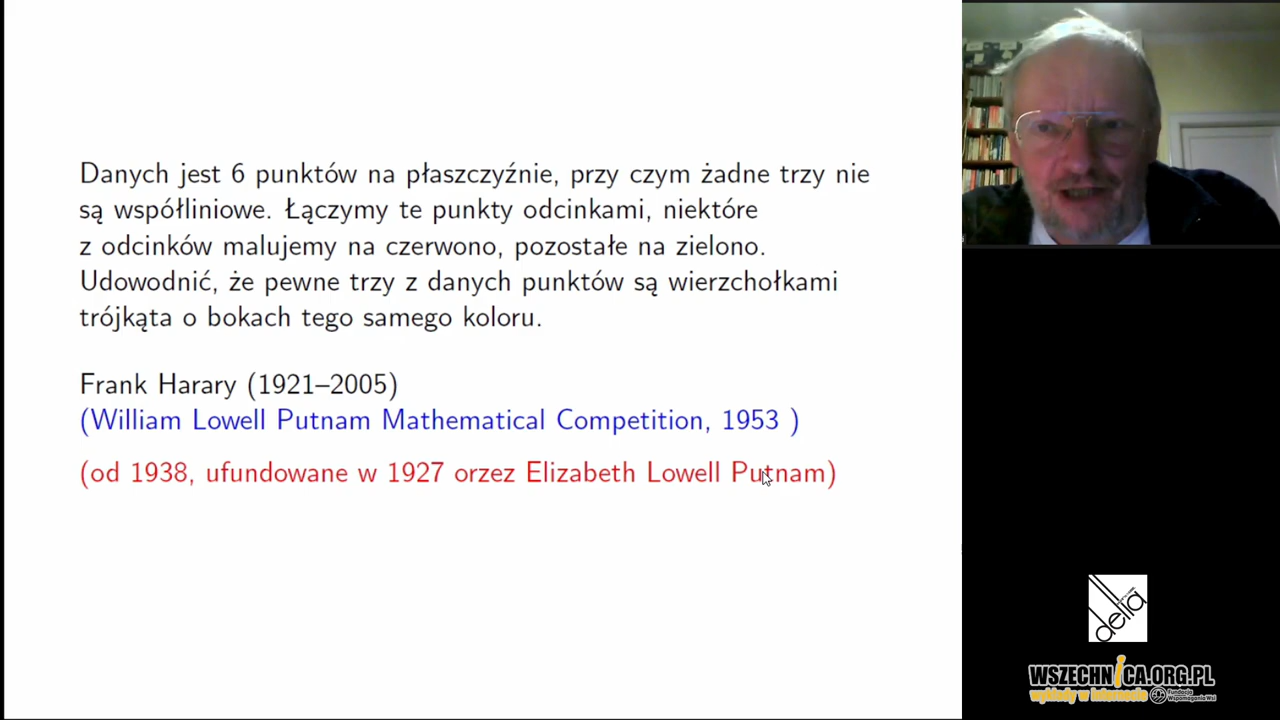 Danych jest 6 punktów na płaszczyźnie, przy czym żadne trzy nie
są współliniowe. Łączymy te punkty odcinkami, niektóre
z odcinków malujemy na czerwono, pozostałe na zielono.
Udowodnić, że pewne trzy z danych punktów są wierzchołkami
trójkąta o bokach tego samego koloru.
Frank Harary (1921–2005)
(William Lowell Putnam Mathematical Competition, 1953 )
(od 1938, ufundowane w 1927 orzez Elizabeth Lowell Putnam)
delta
WSZECHNICA.ORG.PL
wykłady w internecie
Fundacja
Wspomagania Wsi